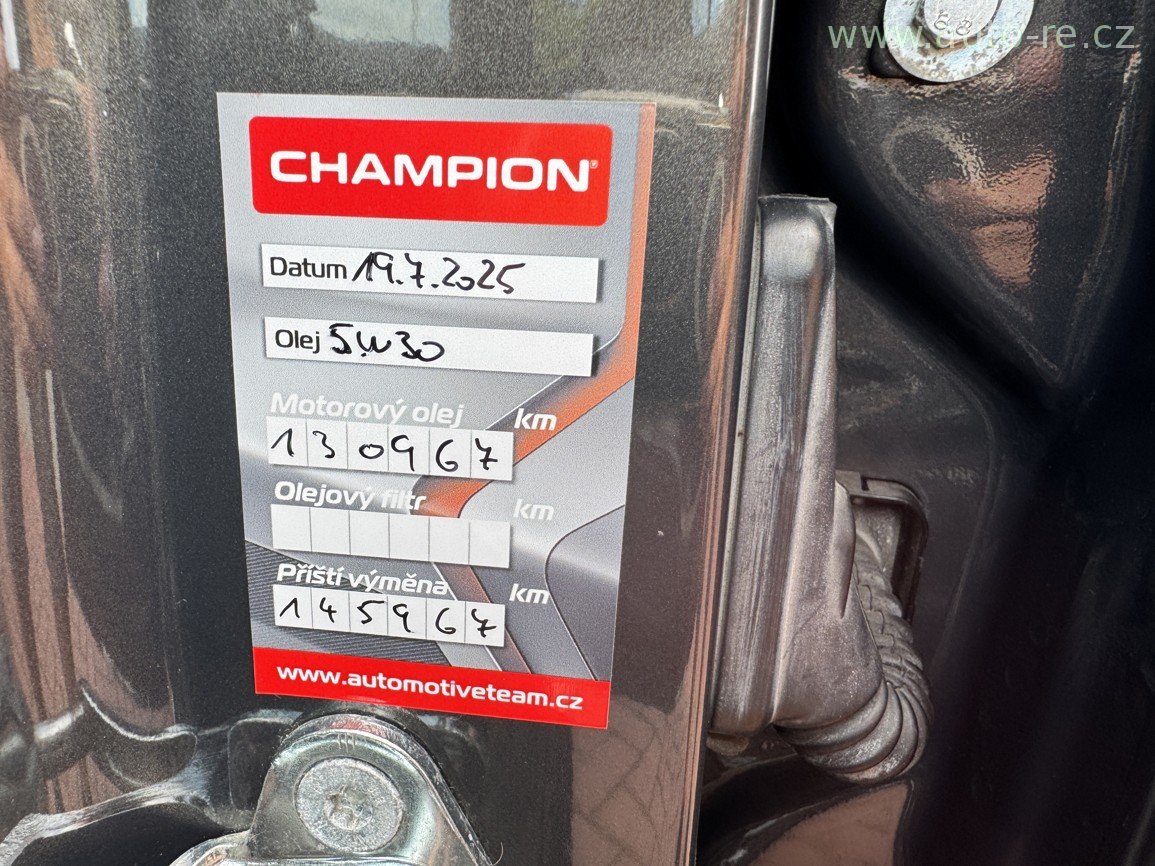 www.auto-re.cz
CHAMPION®
Datum 19.7.2025
Olej 5W30
Motorový olej km
130967
Olejový filtr km
Příští výměna km
145967
www.automotiveteam.cz